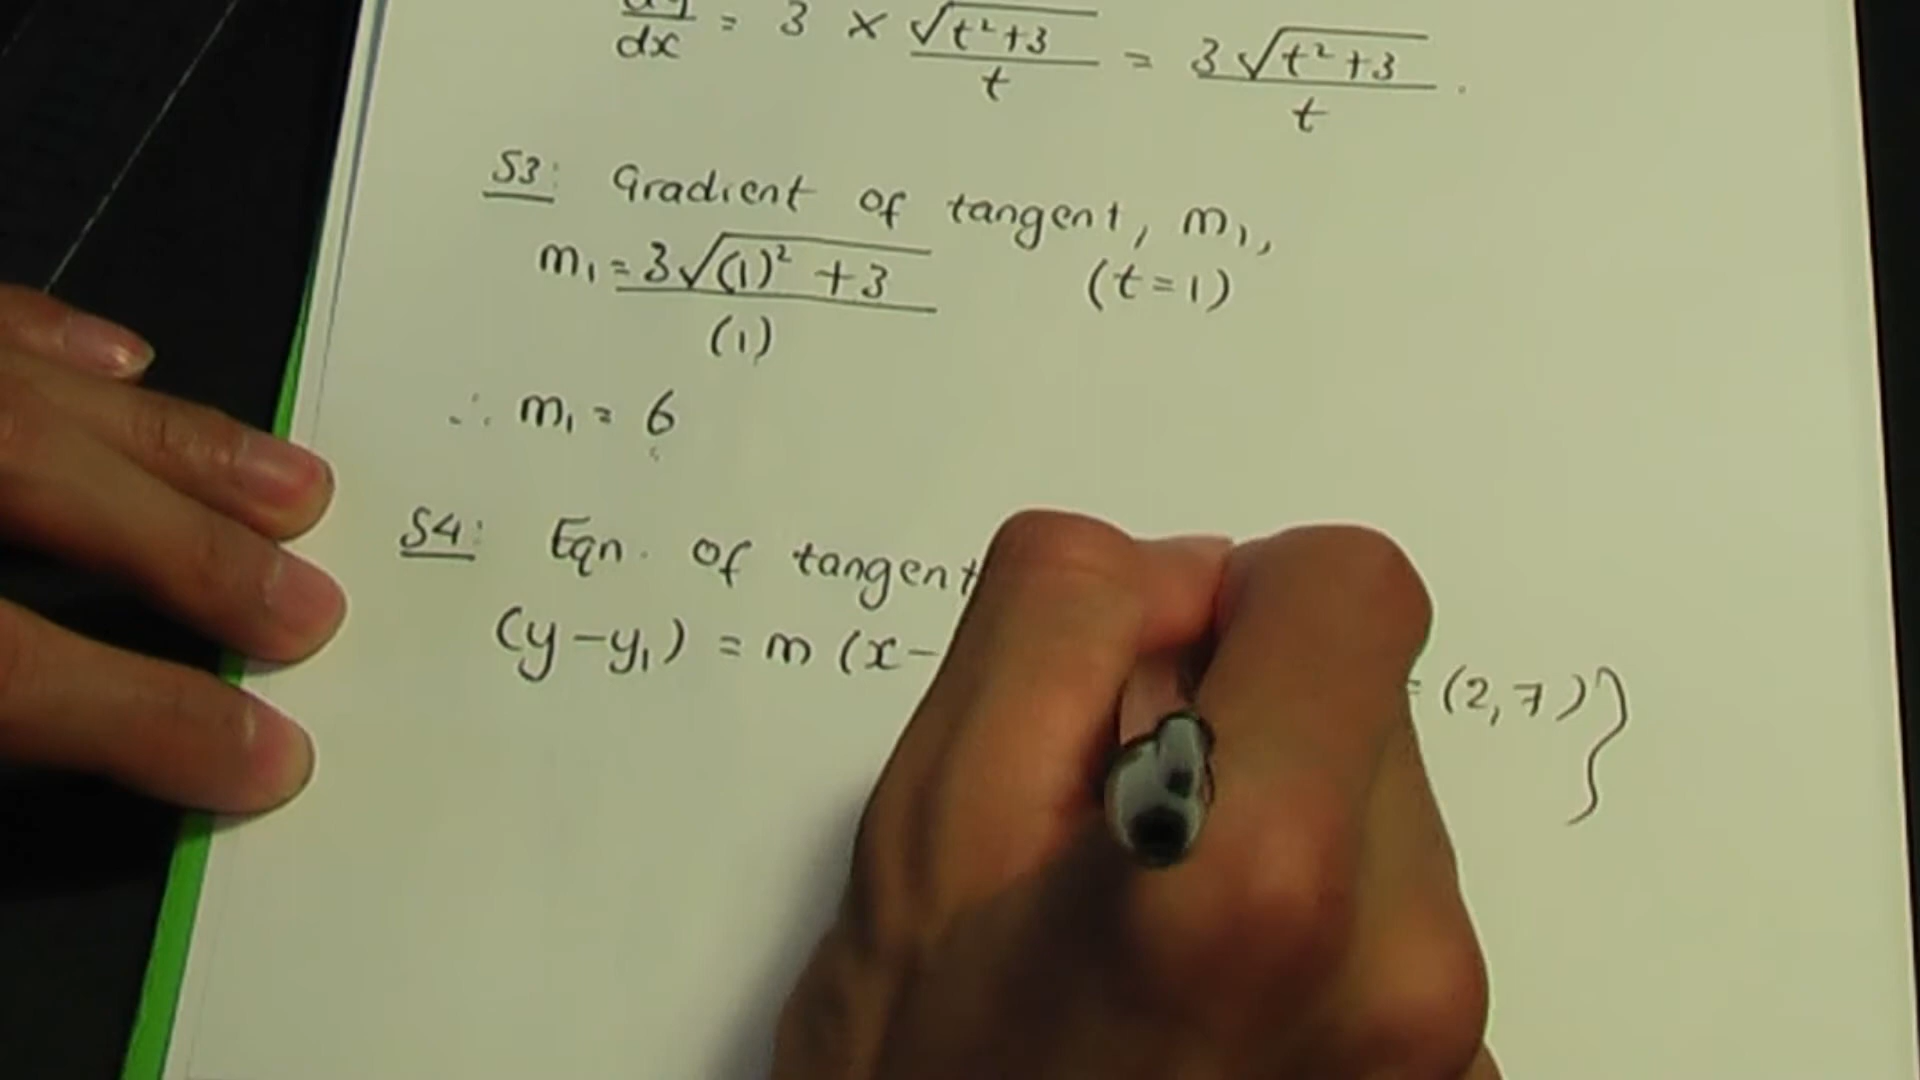 dy/dx = 3 × √(t²+3)/t = 3√(t²+3)/t.
S3: Gradient of tangent, m₁,
m₁ = 3√((1)² + 3)/(1) (t=1)
∴ m₁ = 6
S4: Eqn. of tangent
(y-y₁) = m (x- = (2,7) }